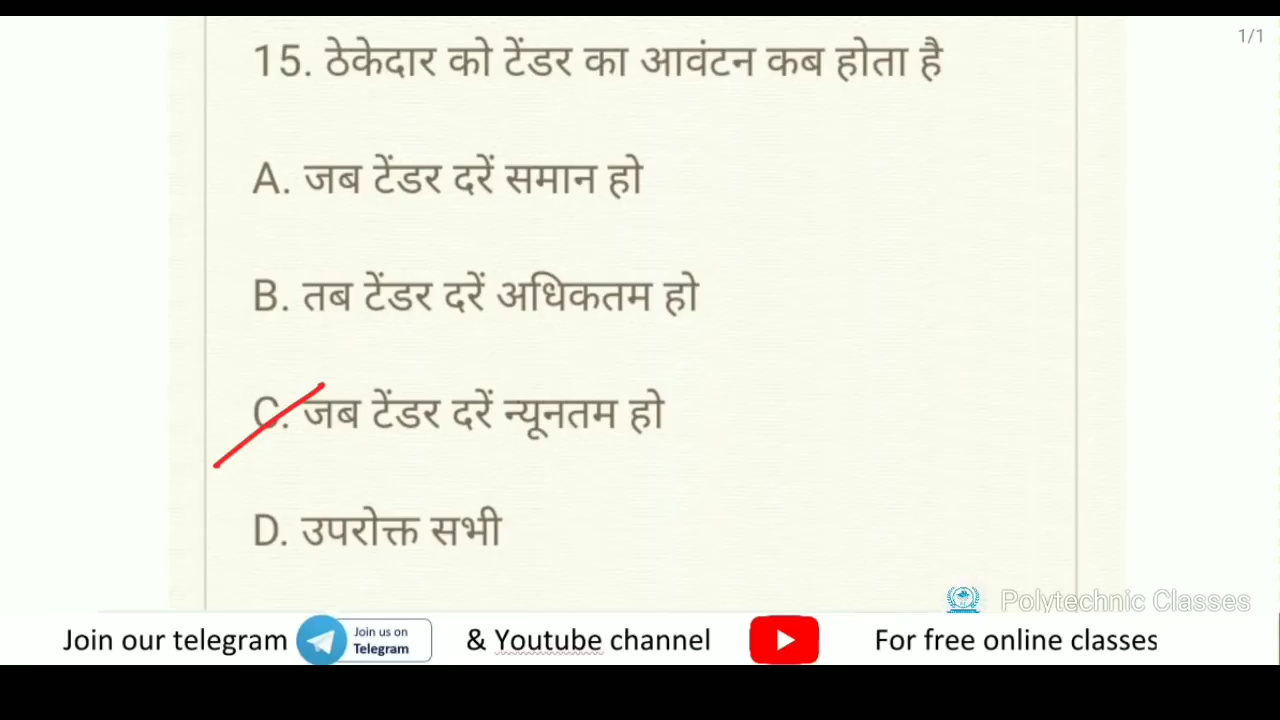 1/1
15. ठेकेदार को टेंडर का आवंटन कब होता है
A. जब टेंडर दरें समान हो
B. तब टेंडर दरें अधिकतम हो
C. जब टेंडर दरें न्यूनतम हो
D. उपरोक्त सभी
Polytechnic Classes
Join our telegram Join us on Telegram & Youtube channel For free online classes